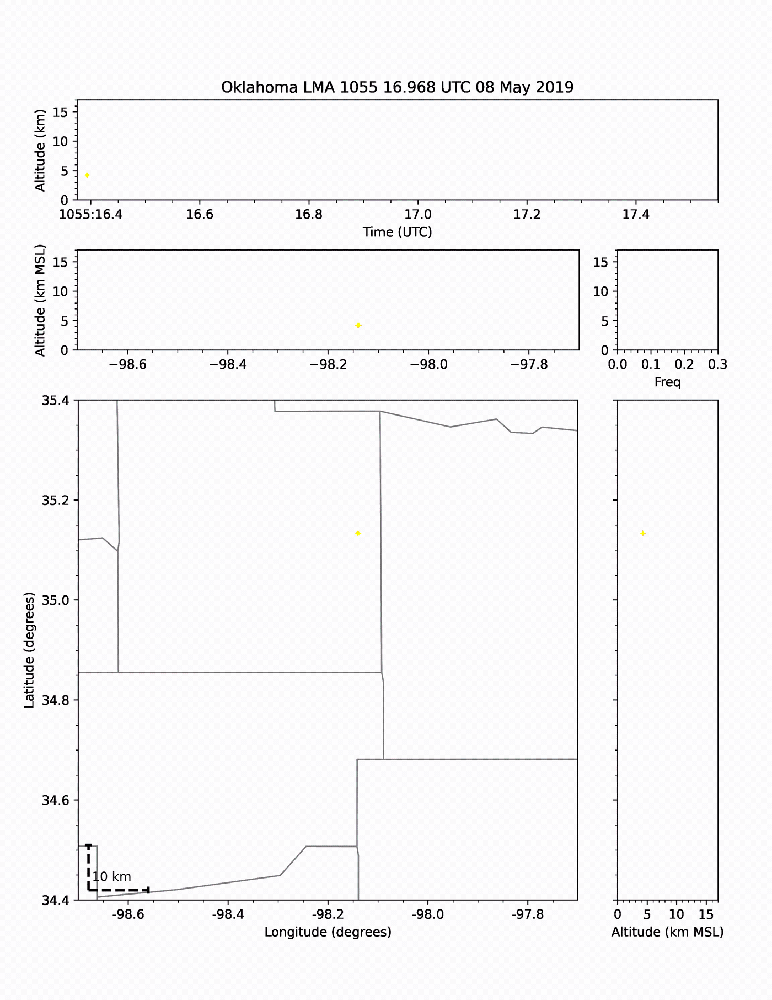 Oklahoma LMA 1055 16.968 UTC 08 May 2019
Altitude (km)
15
10
5
0
1055:16.4 16.6 16.8 17.0 17.2 17.4
Time (UTC)
Altitude (km MSL)
15
10
5
0
−98.6 −98.4 −98.2 −98.0 −97.8
15
10
5
0
0.0 0.1 0.2 0.3
Freq
Latitude (degrees)
35.4
35.2
35.0
34.8
34.6
34.4
10 km
-98.6 -98.4 -98.2 -98.0 -97.8
Longitude (degrees)
0 5 10 15
Altitude (km MSL)